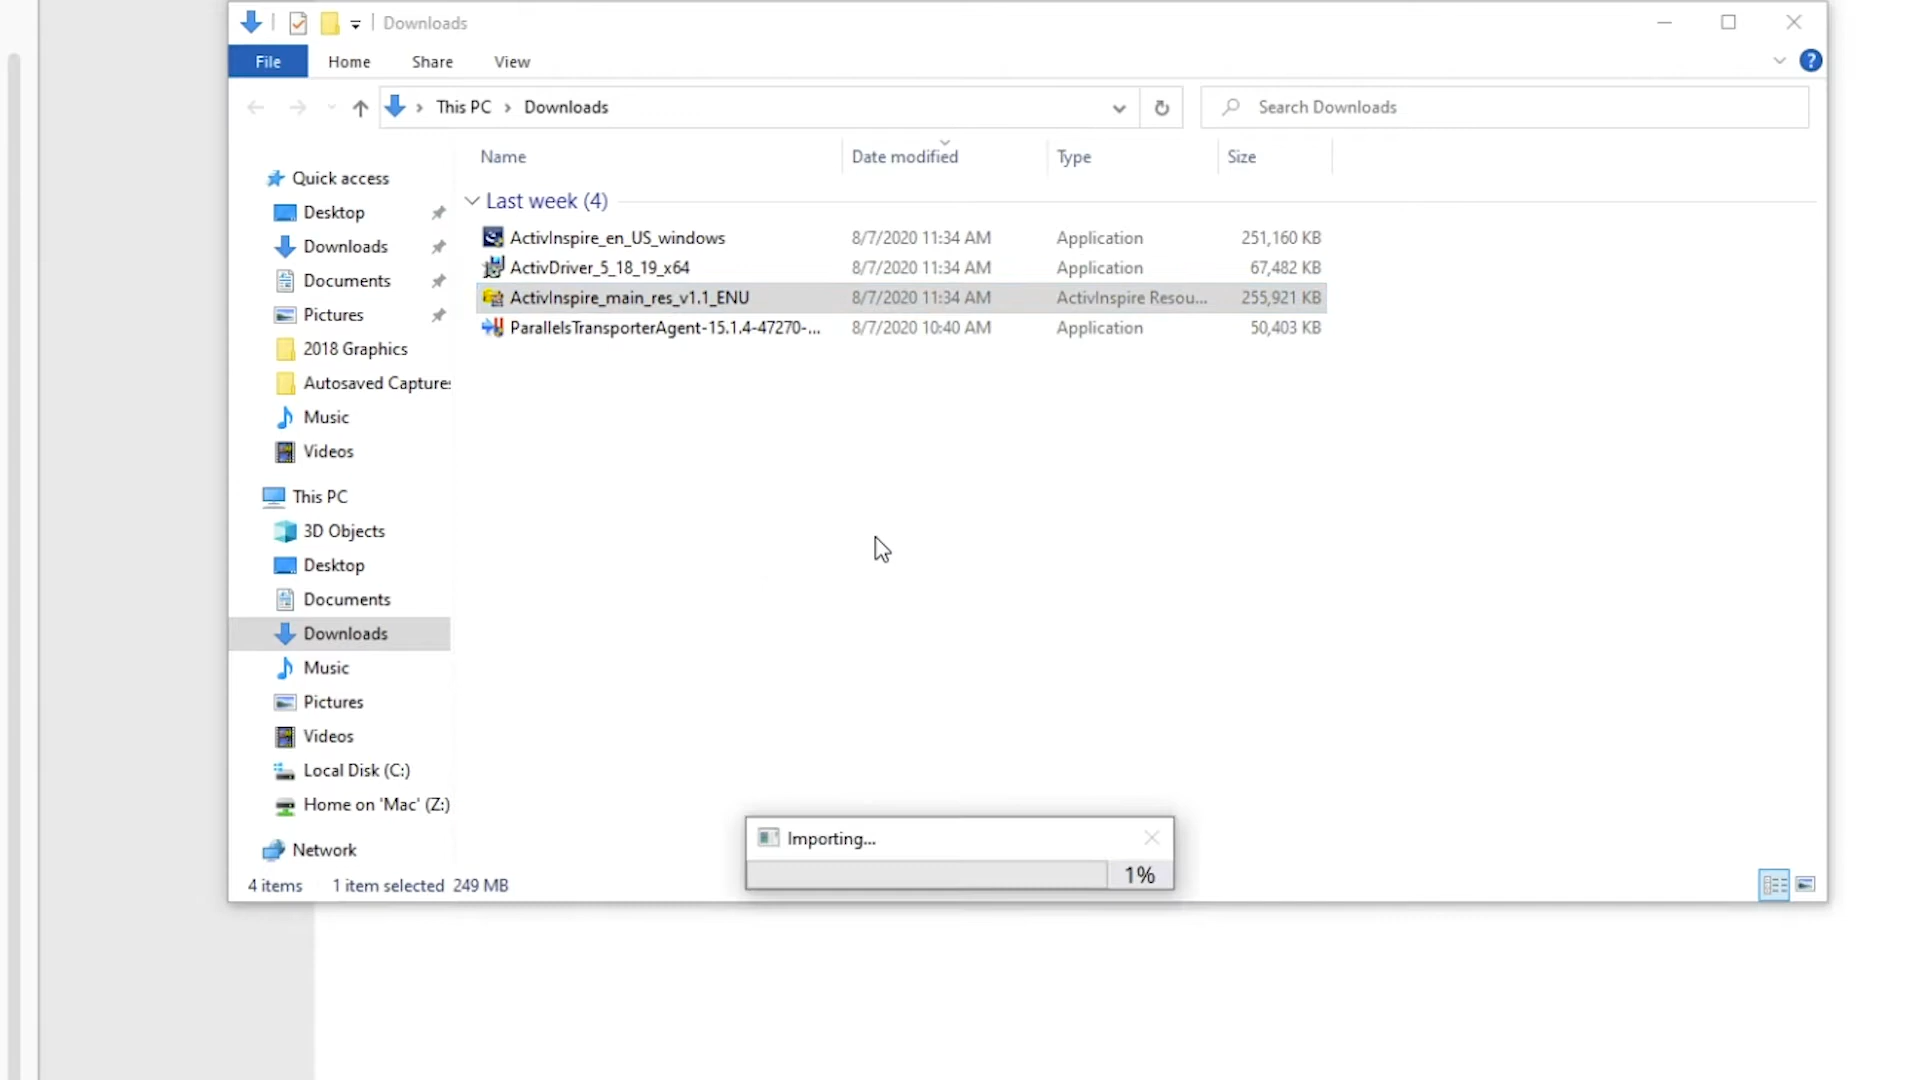 Downloads
File Home Share View
This PC Downloads
Search Downloads
Name Date modified Type Size
Quick access
Desktop
Downloads
Documents
Pictures
2018 Graphics
Autosaved Captures
Music
Videos
This PC
3D Objects
Desktop
Documents
Downloads
Music
Pictures
Videos
Local Disk (C:)
Home on 'Mac' (Z:)
Network
Last week (4)
ActivInspire_en_US_windows 8/7/2020 11:34 AM Application 251,160 KB
ActivDriver_5_18_19_x64 8/7/2020 11:34 AM Application 67,482 KB
ActivInspire_main_res_v1.1_ENU 8/7/2020 11:34 AM ActivInspire Resou... 255,921 KB
ParallelsTransporterAgent-15.1.4-47270-... 8/7/2020 10:40 AM Application 50,403 KB
Importing...
1%
4 items 1 item selected 249 MB